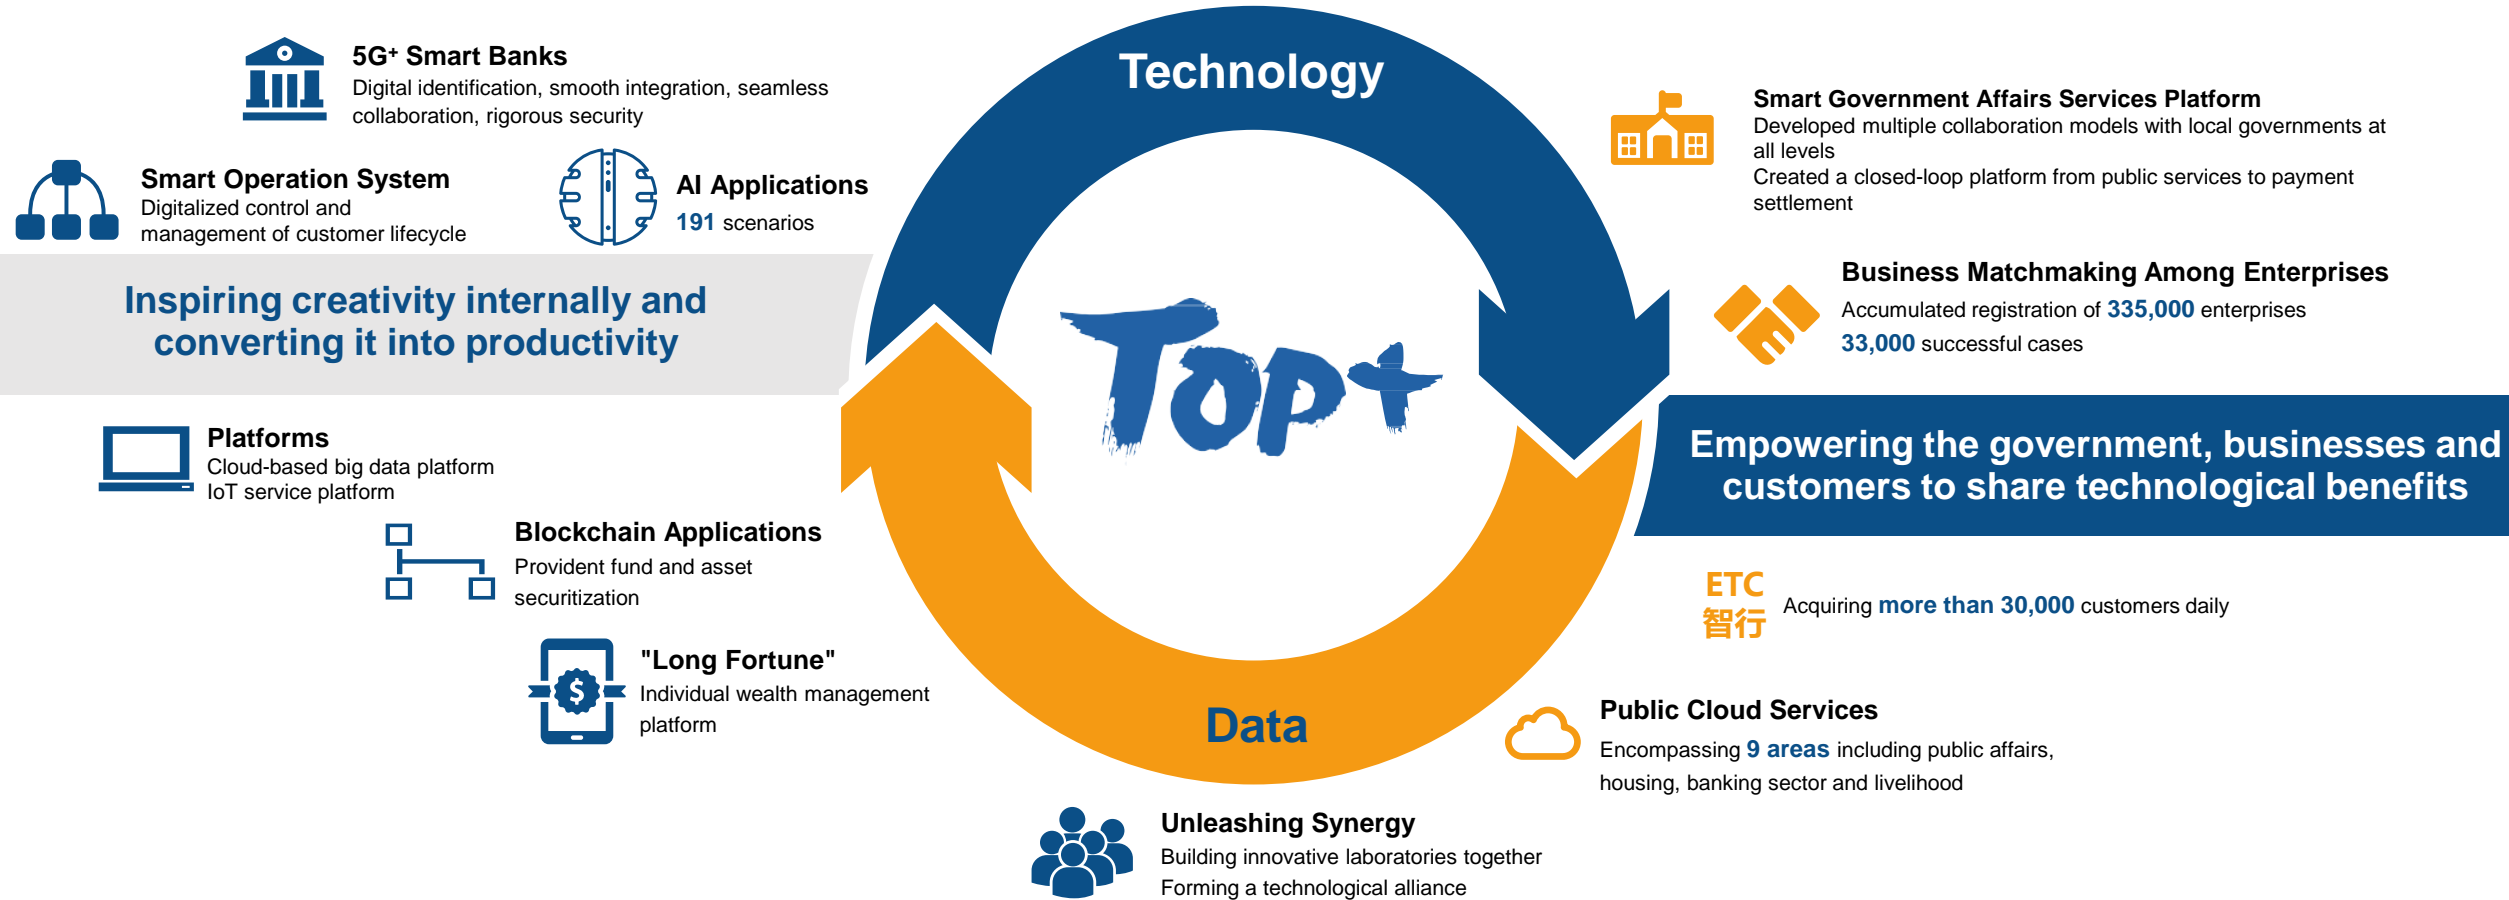 5G⁺ Smart Banks
Digital identification, smooth integration, seamless
collaboration, rigorous security
Smart Operation System
Digitalized control and
management of customer lifecycle
AI Applications
191 scenarios
Inspiring creativity internally and
converting it into productivity
Platforms
Cloud-based big data platform
IoT service platform
Blockchain Applications
Provident fund and asset
securitization
$
"Long Fortune"
Individual wealth management
platform
Technology
TOP+
Data
Unleashing Synergy
Building innovative laboratories together
Forming a technological alliance
Smart Government Affairs Services Platform
Developed multiple collaboration models with local governments at
all levels
Created a closed-loop platform from public services to payment
settlement
Business Matchmaking Among Enterprises
Accumulated registration of 335,000 enterprises
33,000 successful cases
Empowering the government, businesses and
customers to share technological benefits
ETC
智行
Acquiring more than 30,000 customers daily
Public Cloud Services
Encompassing 9 areas including public affairs,
housing, banking sector and livelihood